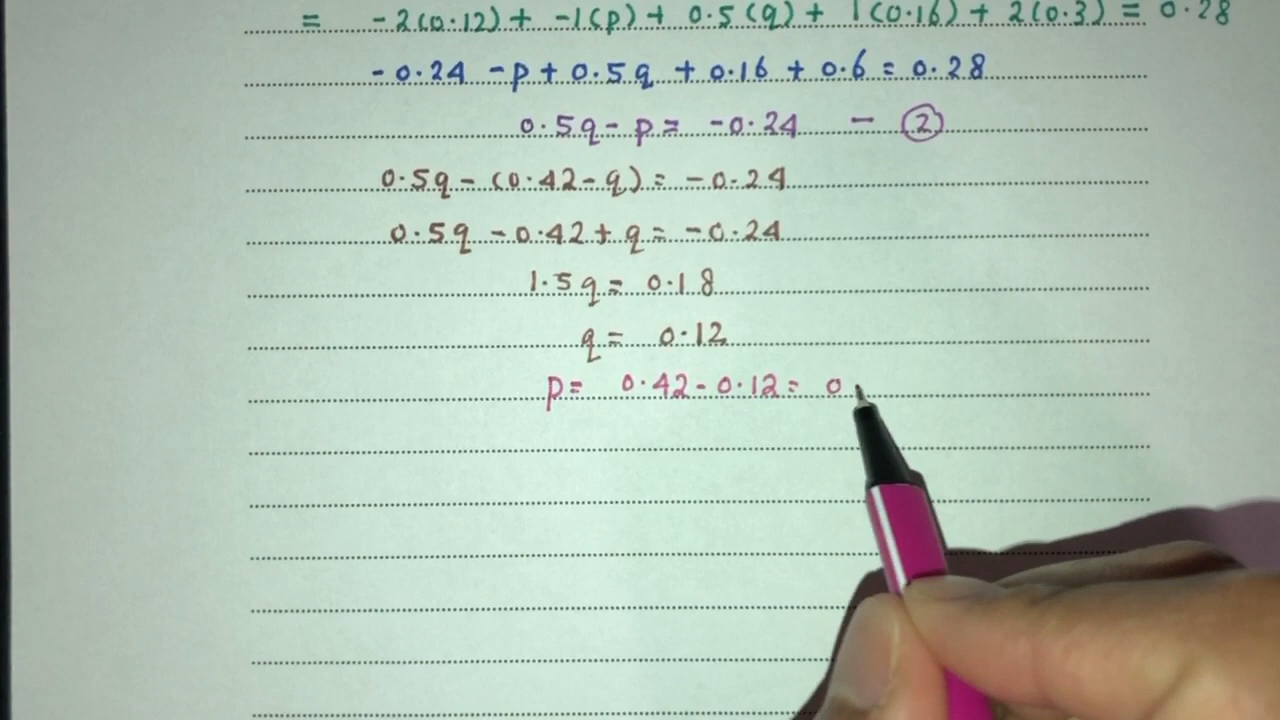 = -2(0.12) + -1(p) + 0.5(q) + 1(0.16) + 2(0.3) = 0.28
-0.24 - p + 0.5q + 0.16 + 0.6 = 0.28
0.5q - p = -0.24 - ②
0.5q - (0.42 - q) = -0.24
0.5q - 0.42 + q = -0.24
1.5q = 0.18
q = 0.12
p = 0.42 - 0.12 = 0.